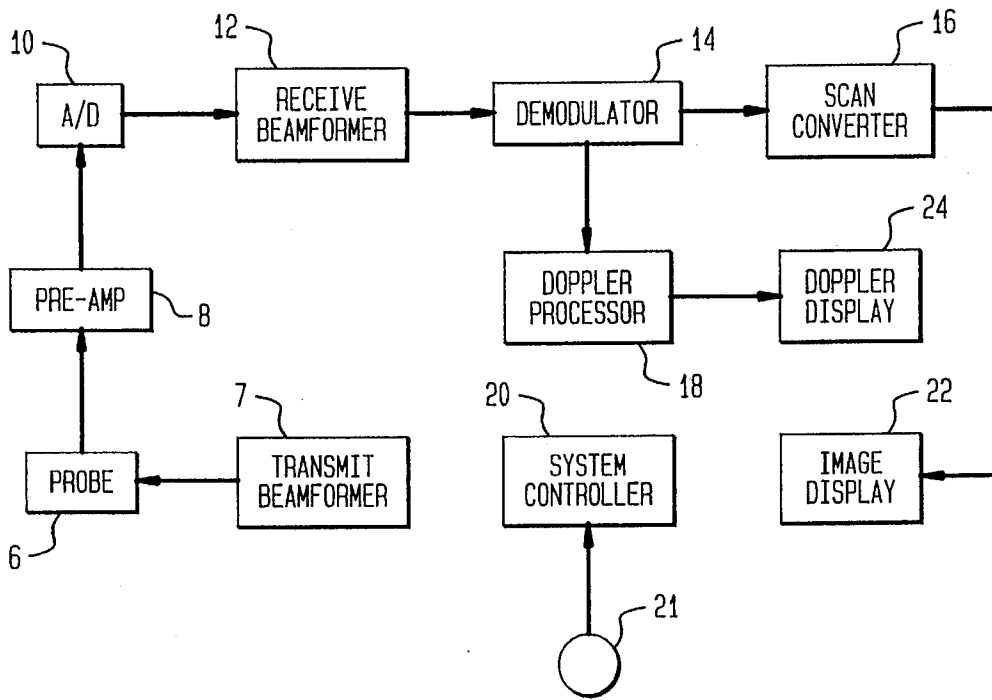 10
12
14
16
A/D
RECEIVE
BEAMFORMER
DEMODULATOR
SCAN
CONVERTER
24
PRE-AMP
8
DOPPLER
PROCESSOR
DOPPLER
DISPLAY
18
7
20
22
PROBE
TRANSMIT
BEAMFORMER
SYSTEM
CONTROLLER
IMAGE
DISPLAY
6
21